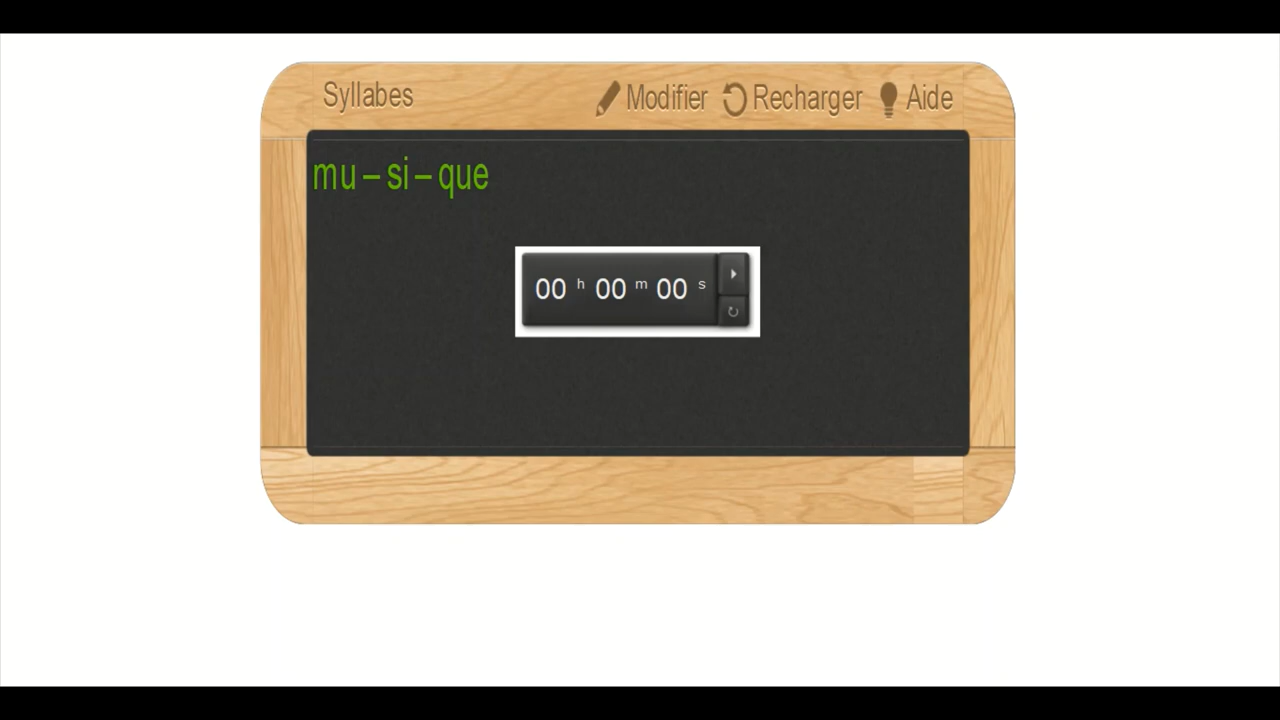 Syllabes Modifier Recharger Aide
mu – si – que
00 h 00 m 00 s